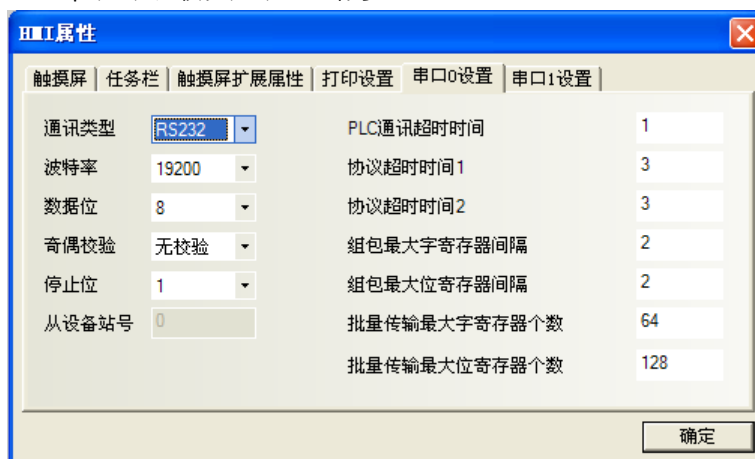 HMI属性
触摸屏 任务栏 触摸屏扩展属性 打印设置 串口0设置 串口1设置
通讯类型 RS232 PLC通讯超时时间 1
波特率 19200 协议超时时间1 3
数据位 8 协议超时时间2 3
奇偶校验 无校验 组包最大字寄存器间隔 2
停止位 1 组包最大位寄存器间隔 2
从设备站号 0 批量传输最大字寄存器个数 64
批量传输最大位寄存器个数 128
确定